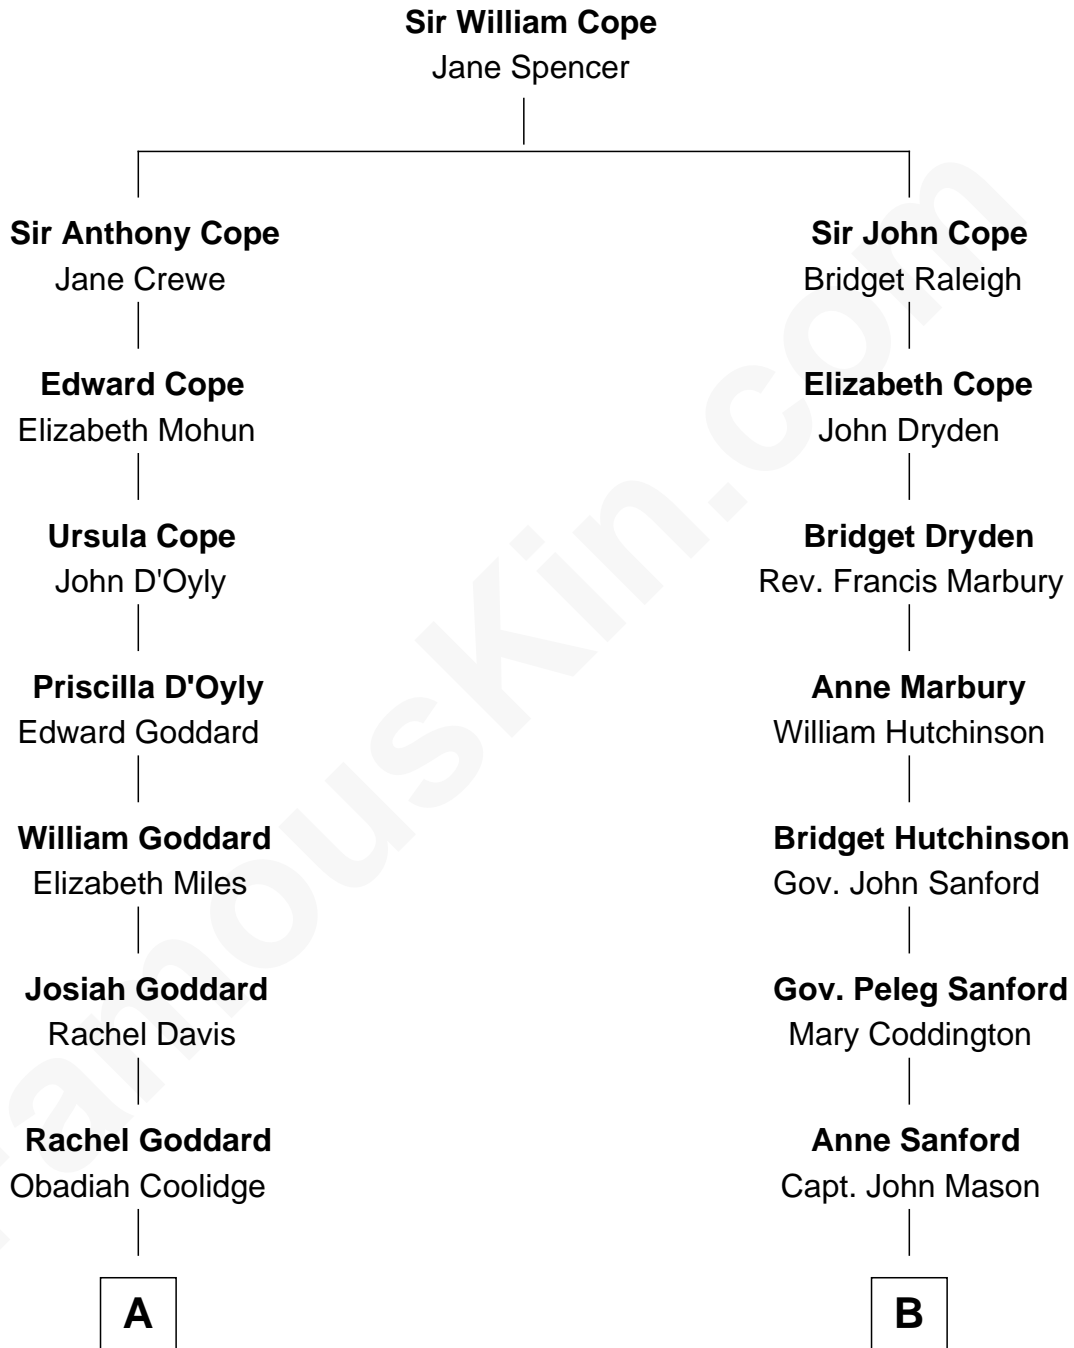 Sir William Cope
Jane Spencer
Sir Anthony Cope
Jane Crewe
Sir John Cope
Bridget Raleigh
Edward Cope
Elizabeth Mohun
Elizabeth Cope
John Dryden
Ursula Cope
John D'Oyly
Bridget Dryden
Rev. Francis Marbury
Priscilla D'Oyly
Edward Goddard
Anne Marbury
William Hutchinson
William Goddard
Elizabeth Miles
Bridget Hutchinson
Gov. John Sanford
Josiah Goddard
Rachel Davis
Gov. Peleg Sanford
Mary Coddington
Rachel Goddard
Obadiah Coolidge
Anne Sanford
Capt. John Mason
A
B
FamousKin.com